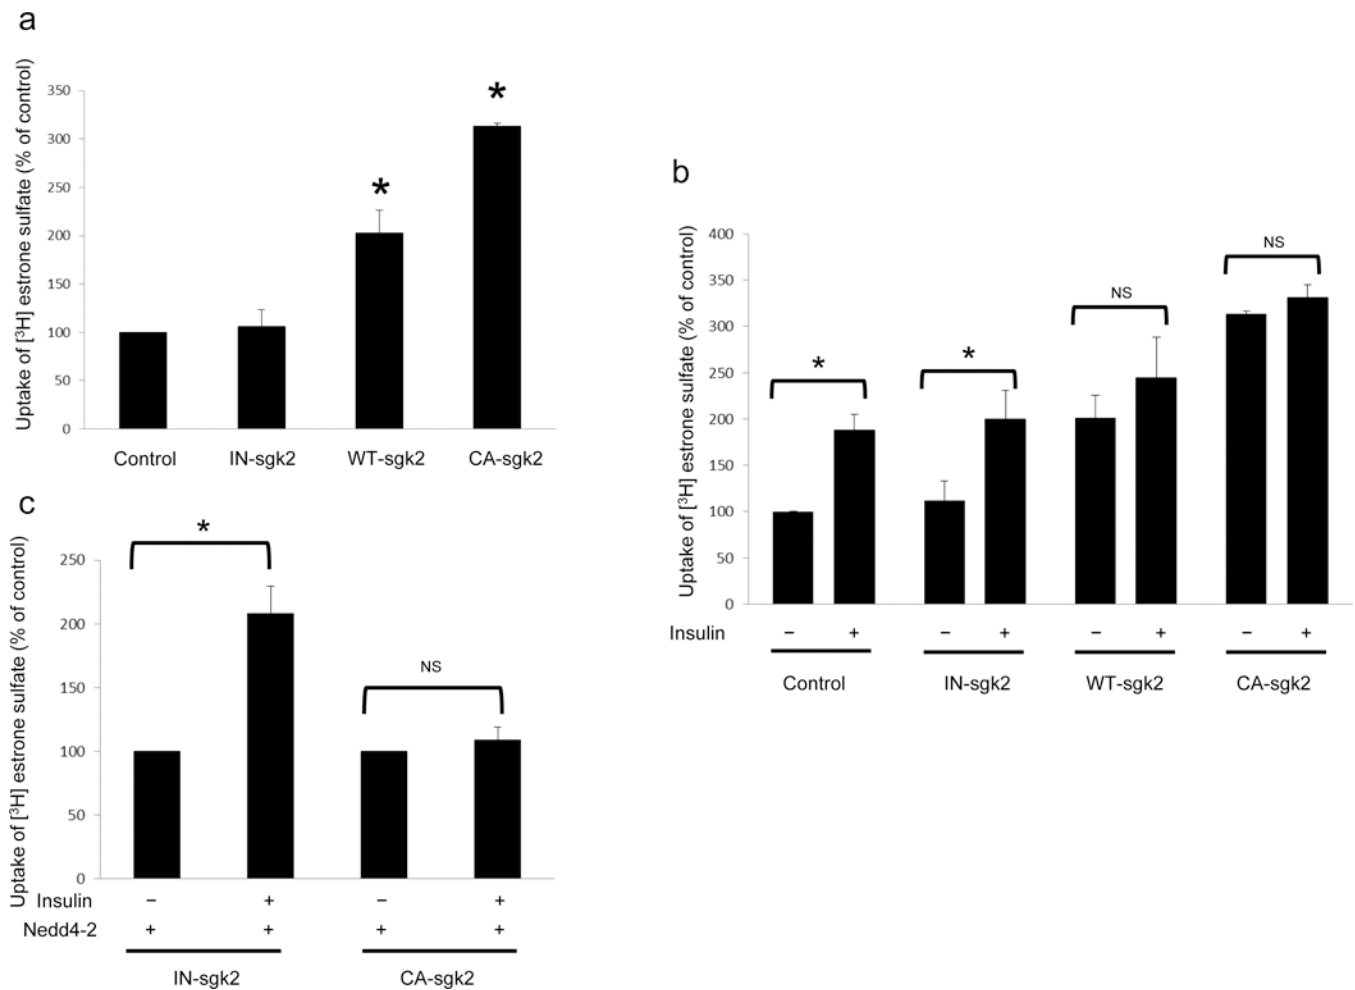 a
Uptake of [³H] estrone sulfate (% of control)
350
300
250
200
150
100
50
0
*
*
Control IN-sgk2 WT-sgk2 CA-sgk2
b
Uptake of [³H] estrone sulfate (% of control)
400
350
300
250
200
150
100
50
0
* * NS NS
Insulin − + − + − + − +
Control IN-sgk2 WT-sgk2 CA-sgk2
c
Uptake of [³H] estrone sulfate (% of control)
250
200
150
100
50
0
* NS
Insulin − + − +
Nedd4-2 + + + +
IN-sgk2 CA-sgk2